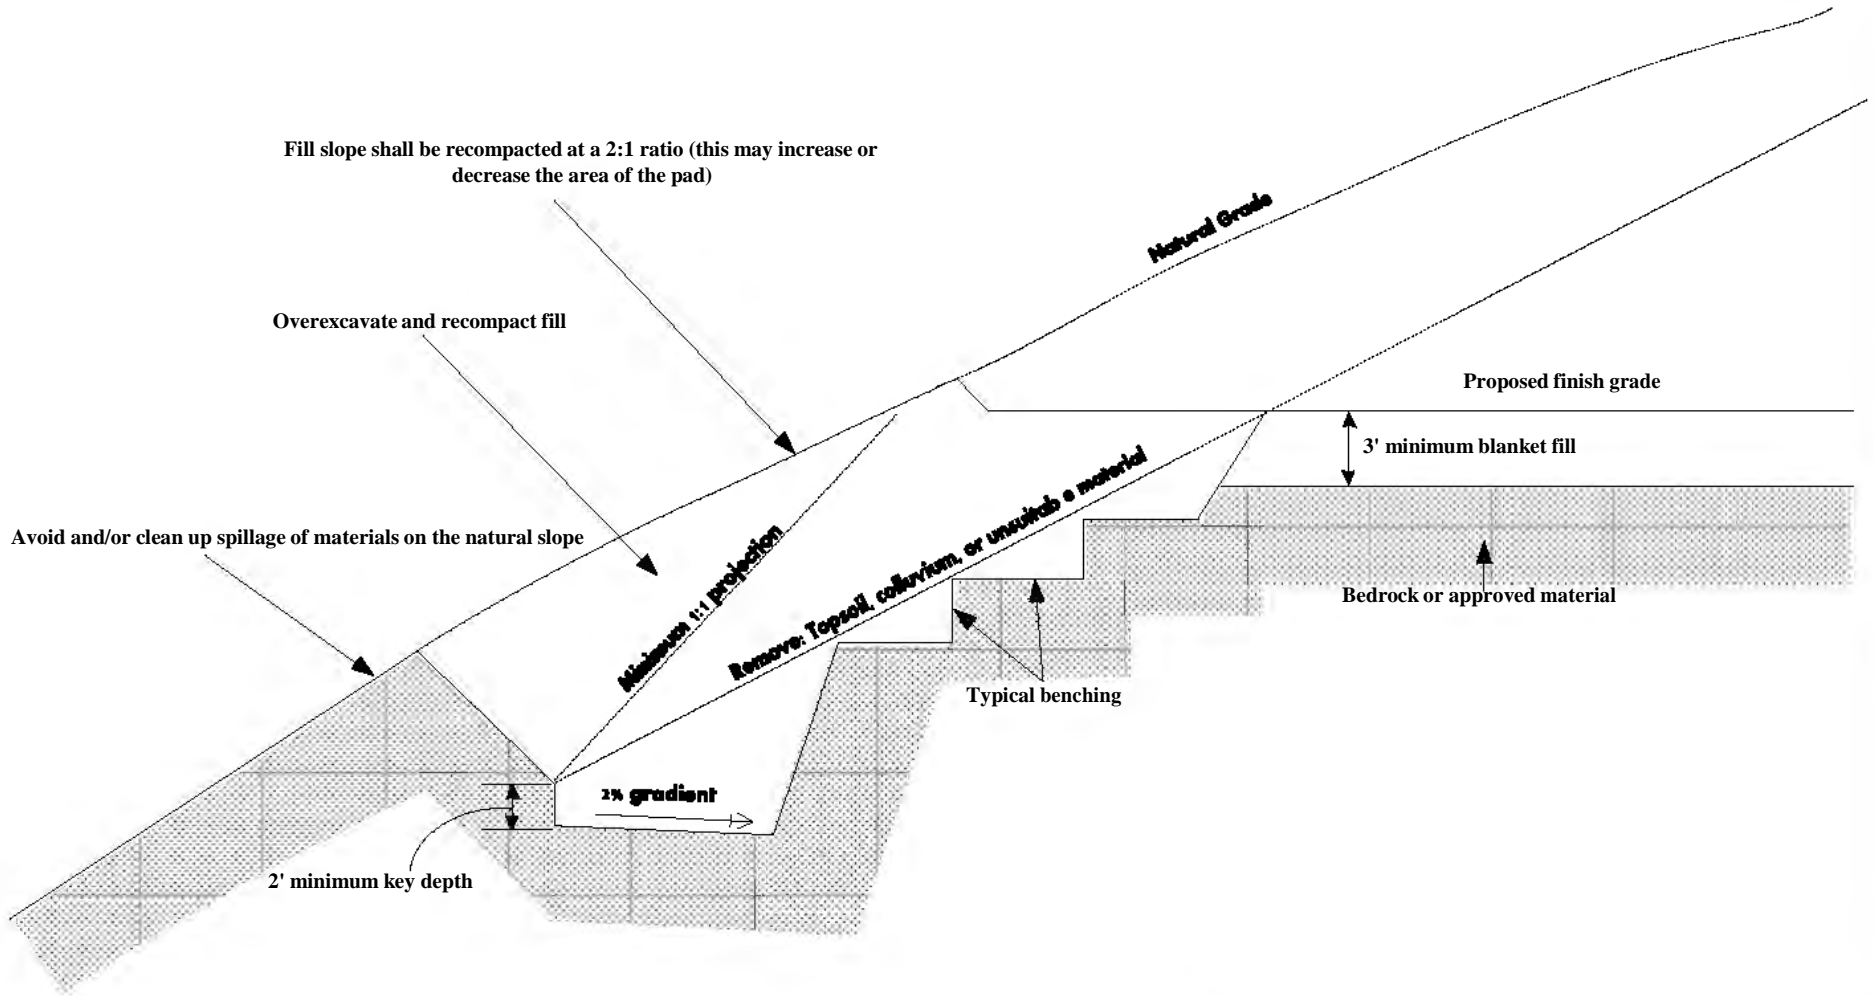 Fill slope shall be recompacted at a 2:1 ratio (this may increase or
decrease the area of the pad)
Natural Grade
Overexcavate and recompact fill
Proposed finish grade
3' minimum blanket fill
Avoid and/or clean up spillage of materials on the natural slope
Minimum 1:1 projection
Remove: Topsoil, colluvium, or unsuitab e material
Bedrock or approved material
Typical benching
2% gradient
2' minimum key depth